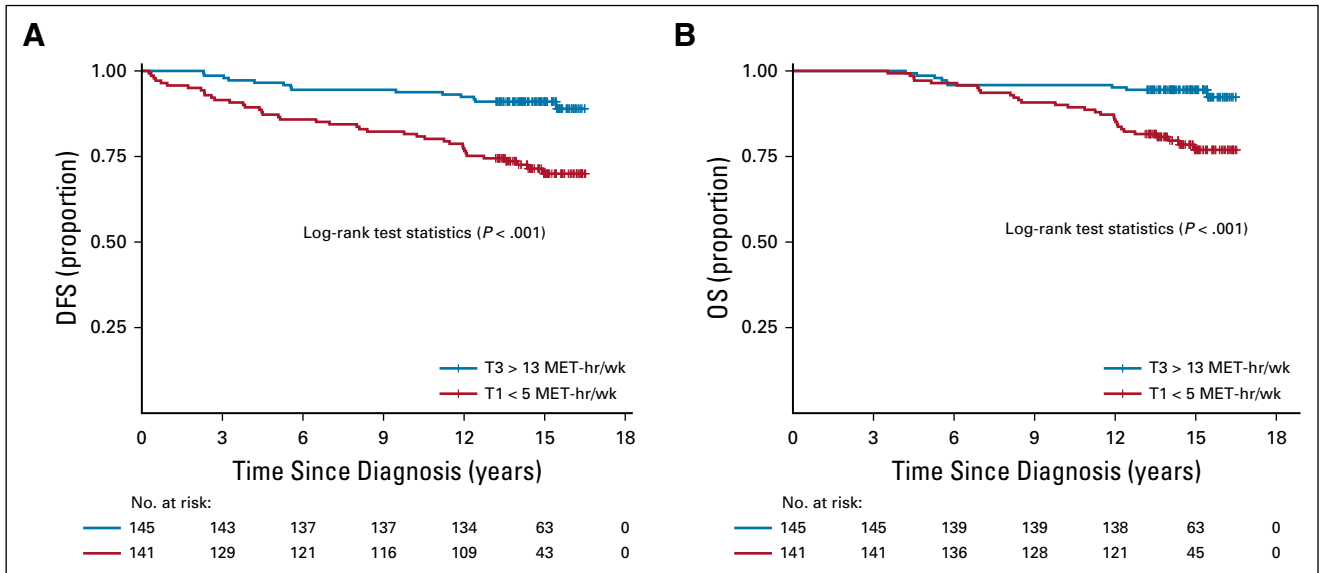 A
1.00
0.75
0.50
0.25
DFS (proportion)
Log-rank test statistics (P < .001)
T3 > 13 MET-hr/wk
T1 < 5 MET-hr/wk
0 3 6 9 12 15 18
Time Since Diagnosis (years)
No. at risk:
145 143 137 137 134 63 0
141 129 121 116 109 43 0
B
1.00
0.75
0.50
0.25
OS (proportion)
Log-rank test statistics (P < .001)
T3 > 13 MET-hr/wk
T1 < 5 MET-hr/wk
0 3 6 9 12 15 18
Time Since Diagnosis (years)
No. at risk:
145 145 139 139 138 63 0
141 141 136 128 121 45 0